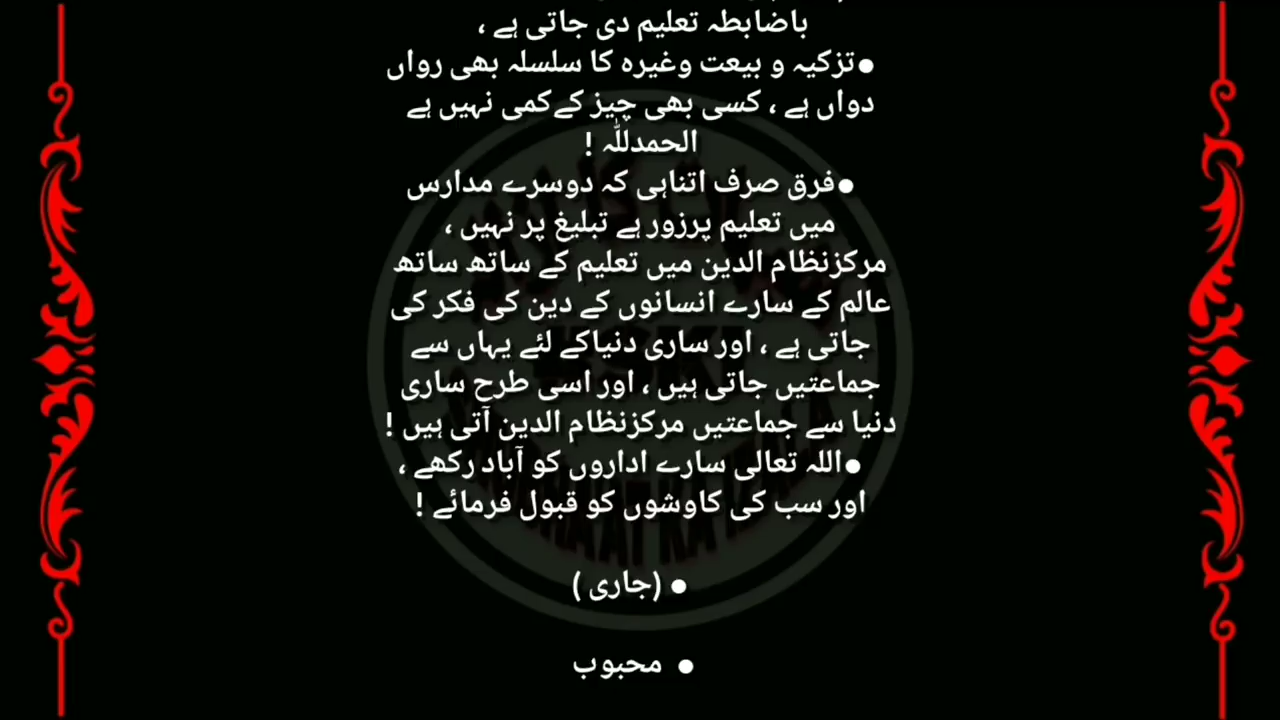 باضابطہ تعلیم دی جاتی ہے ،
●تزکیہ و بیعت وغیرہ کا سلسلہ بھی رواں
دواں ہے ، کسی بھی چیز کےکمی نہیں ہے
الحمدللّٰہ !
●فرق صرف اتناہی کہ دوسرے مدارس
میں تعلیم پرزور ہے تبلیغ پر نہیں ،
مرکزنظام الدین میں تعلیم کے ساتھ ساتھ
عالم کے سارے انسانوں کے دین کی فکر کی
جاتی ہے ، اور ساری دنیاکے لئے یہاں سے
جماعتیں جاتی ہیں ، اور اسی طرح ساری
دنیا سے جماعتیں مرکزنظام الدین آتی ہیں !
●اللہ تعالی سارے اداروں کو آباد رکھے ،
اور سب کی کاوشوں کو قبول فرمائے !
● (جاری )
● محبوب